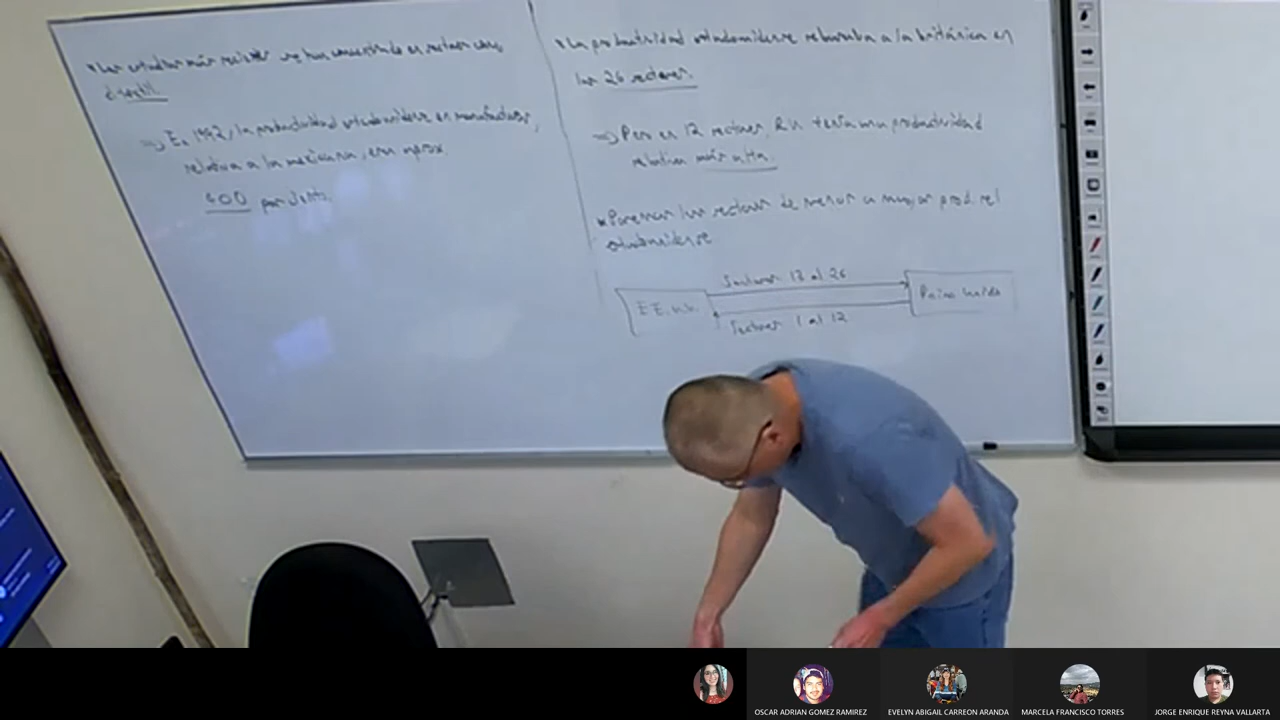 • Los estudios más recientes se han concentrado en sectores como
el textil.
=> En 1992, la productividad estadounidense en manufacturas,
relativa a la mexicana, era aprox
por ciento.
• La productividad estadounidense rebasaba a la británica en
los 26 sectores.
=> Pero en 12 sectores, RU tenía una productividad
relativa más alta.
• Ponemos los sectores de menor a mayor prod. rel
estadounidense
Sectores 13 al 26
EE.UU.
Reino Unido
Sectores 1 al 12
OSCAR ADRIAN GOMEZ RAMIREZ
EVELYN ABIGAIL CARREON ARANDA
MARCELA FRANCISCO TORRES
JORGE ENRIQUE REYNA VALLARTA